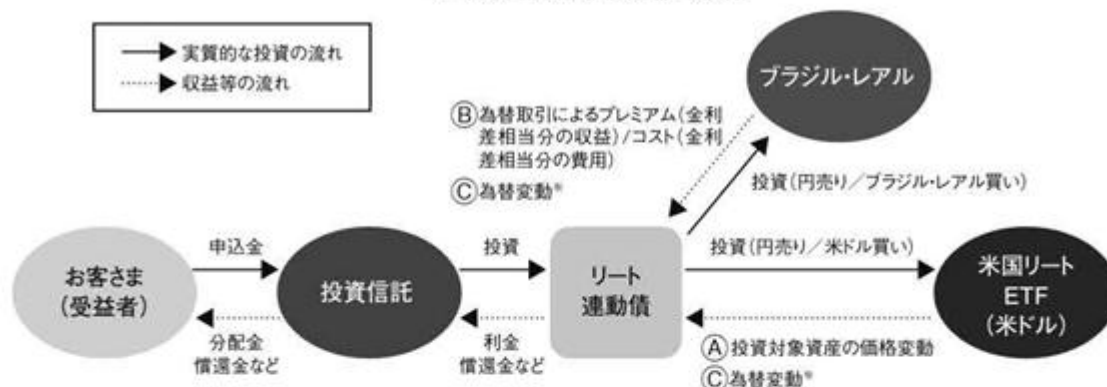 実質的な投資の流れ
収益等の流れ
ブラジル・レアル
Ⓑ為替取引によるプレミアム(金利
差相当分の収益)/コスト(金利
差相当分の費用)
Ⓒ為替変動※
投資(円売り/ブラジル・レアル買い)
お客さま
(受益者)
申込金
分配金
償還金など
投資信託
投資
利金
償還金など
リート
連動債
投資(円売り/米ドル買い)
Ⓐ投資対象資産の価格変動
Ⓒ為替変動※
米国リート
ETF
(米ドル)